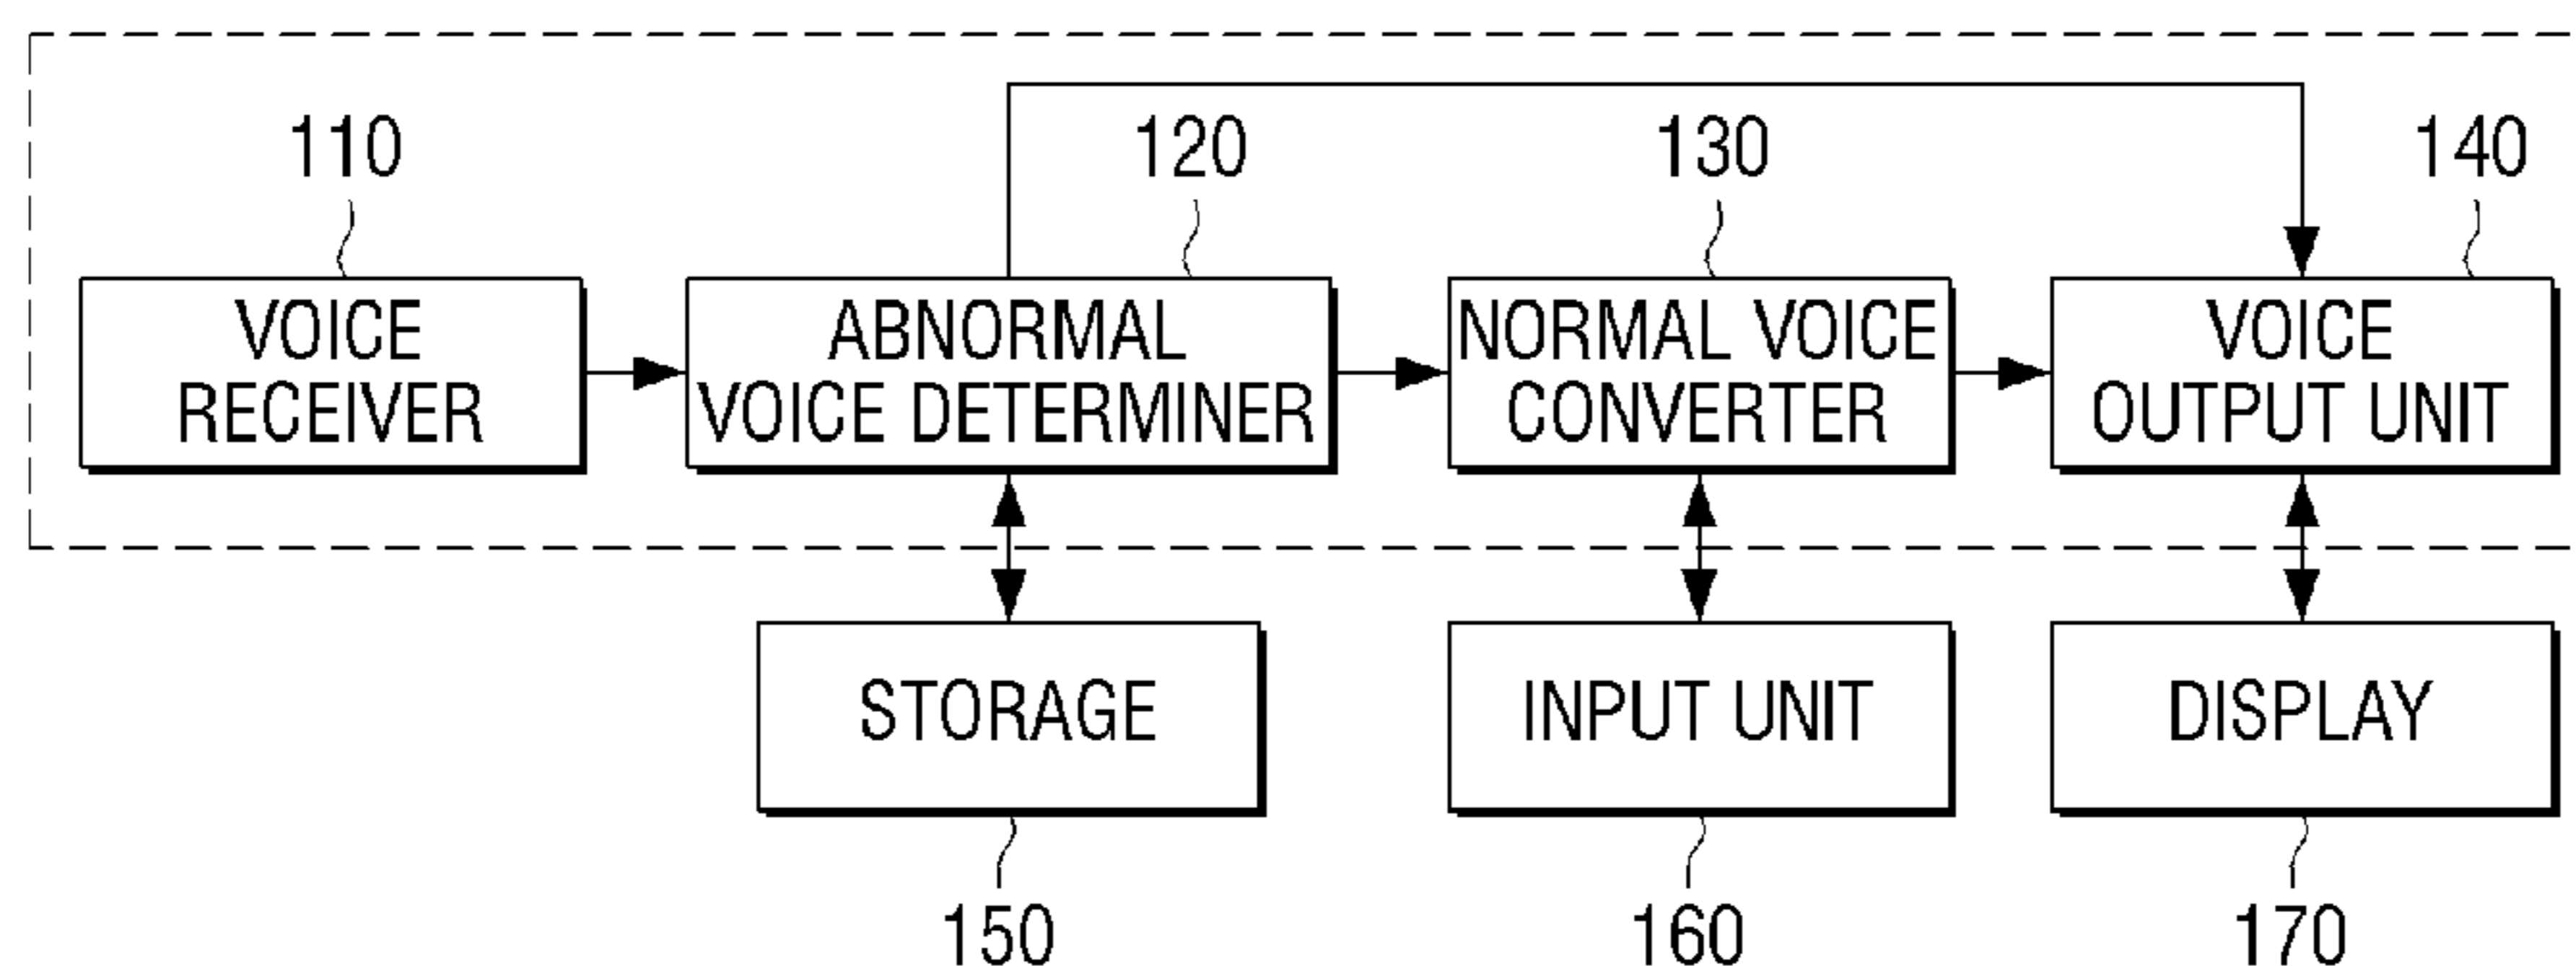 110
120
130
140
VOICE
RECEIVER
ABNORMAL
VOICE DETERMINER
NORMAL VOICE
CONVERTER
VOICE
OUTPUT UNIT
STORAGE
INPUT UNIT
DISPLAY
150
160
170